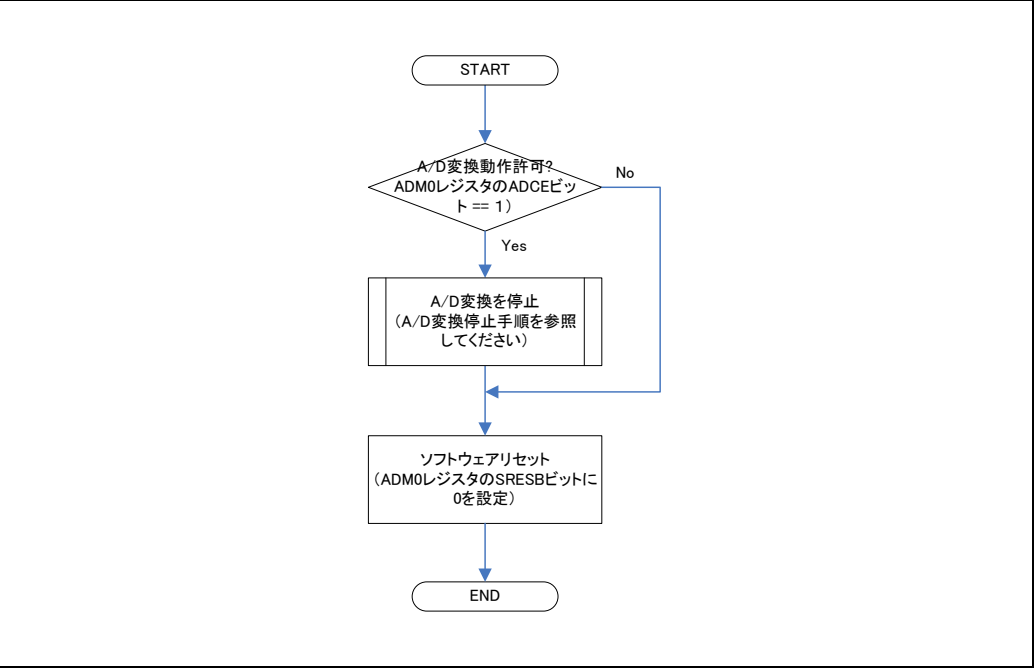 START
A/D変換動作許可?
ADM0レジスタのADCEビッ
ト == 1）
No
Yes
A/D変換を停止
（A/D変換停止手順を参照
してください）
ソフトウェアリセット
（ADM0レジスタのSRESBビットに
0を設定）
END